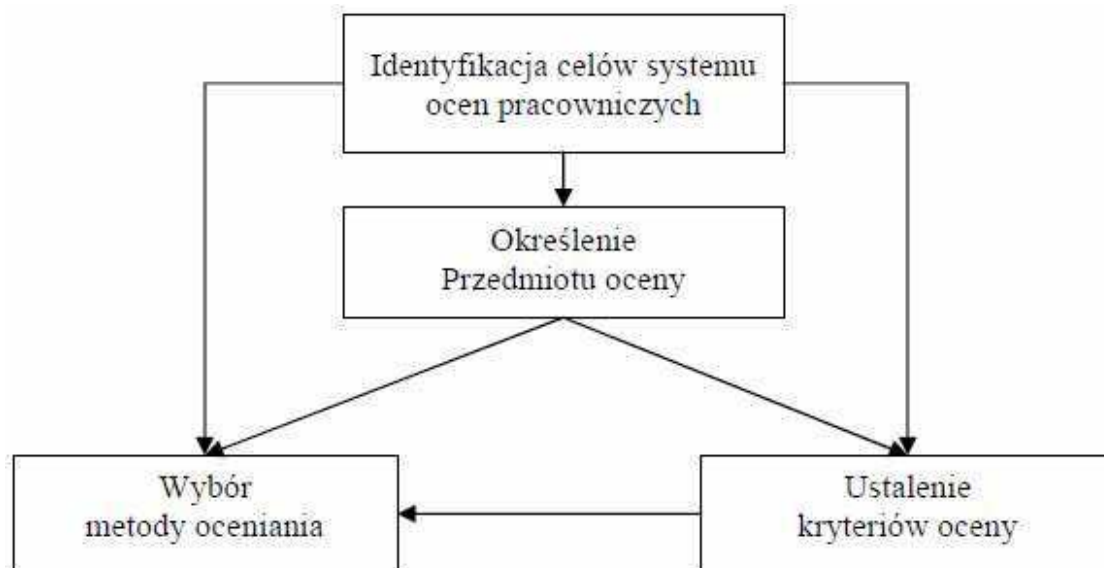 Identyfikacja celów systemu
ocen pracowniczych
Określenie
Przedmiotu oceny
Wybór
metody oceniania
Ustalenie
kryteriów oceny